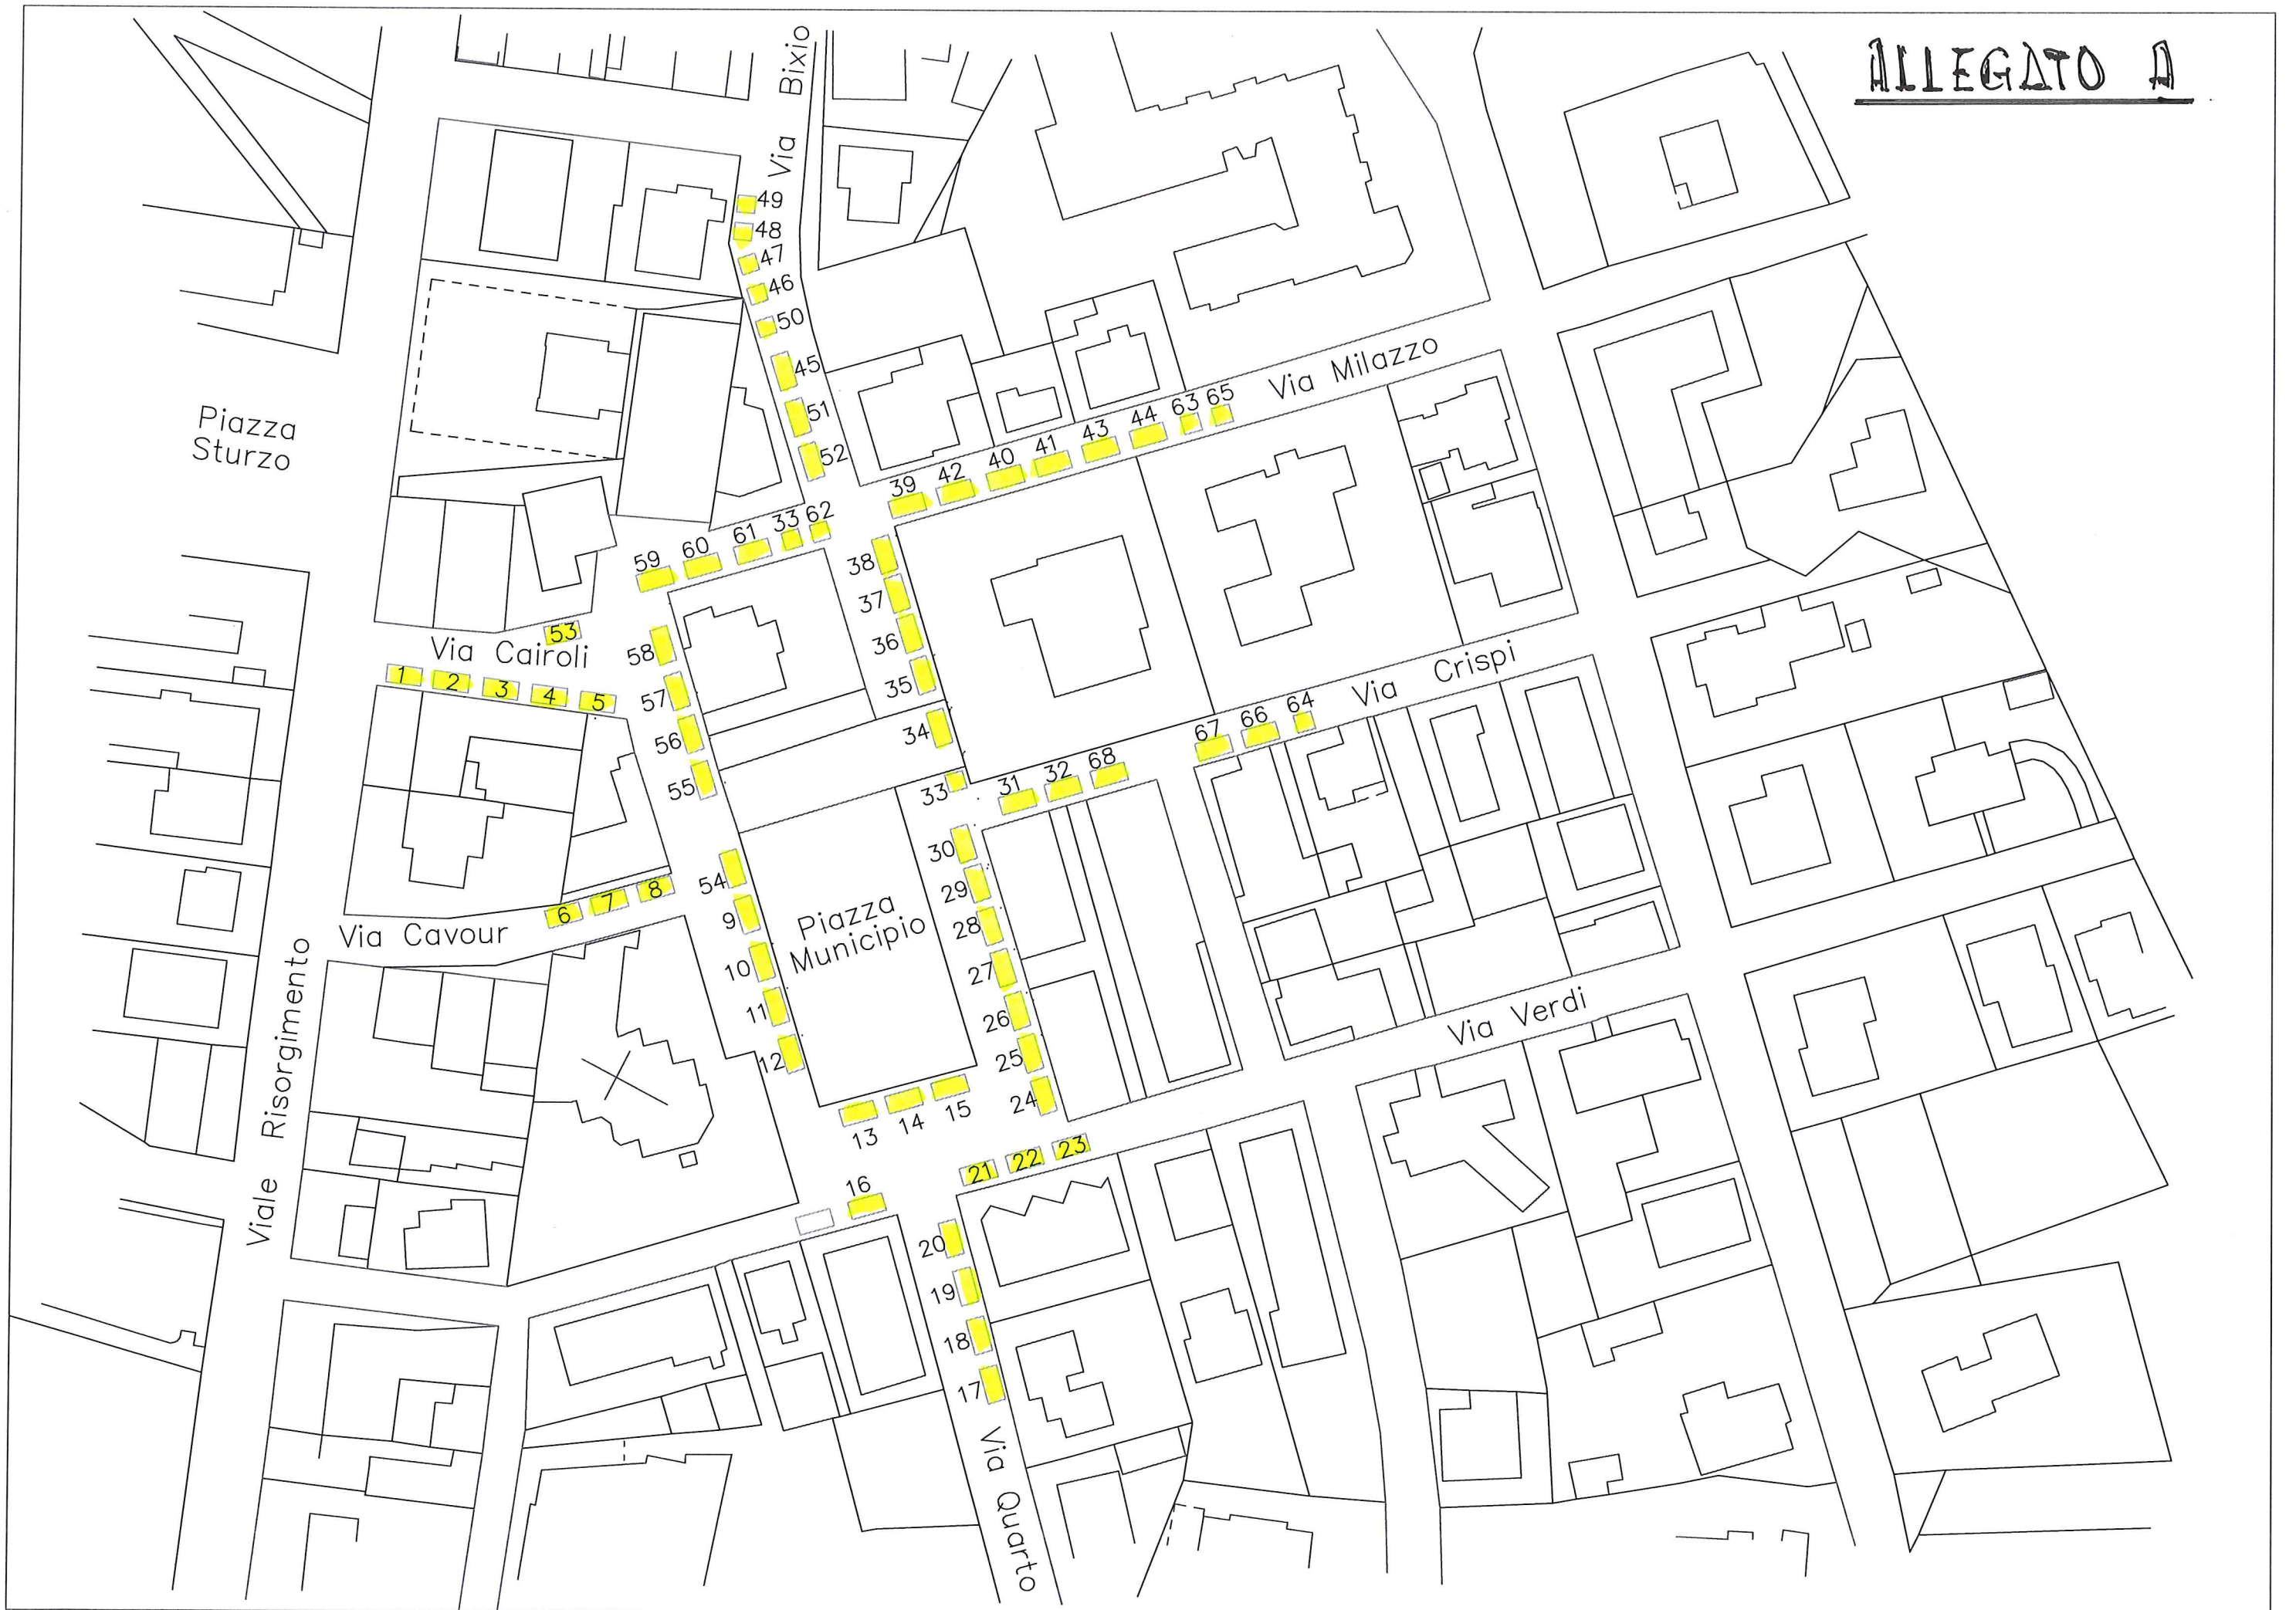 ALLEGATO A
Via Bixio
49
48
47
46
50
45
51
52
Via Milazzo
39 42 40 41 43 44 63 65
Piazza
Sturzo
59 60 61 33 62
38
37
36
35
34
33
53
Via Cairoli
1 2 3 4 5
58
57
56
55
Via Crispi
67 66 64
31 32 68
30
29
28
27
26
25
24
54
9
10
11
12
6 7 8
Via Cavour
Piazza
Municipio
Viale Risorgimento
Via Verdi
13 14 15
16
21 22 23
20
19
18
17
Via Quarto